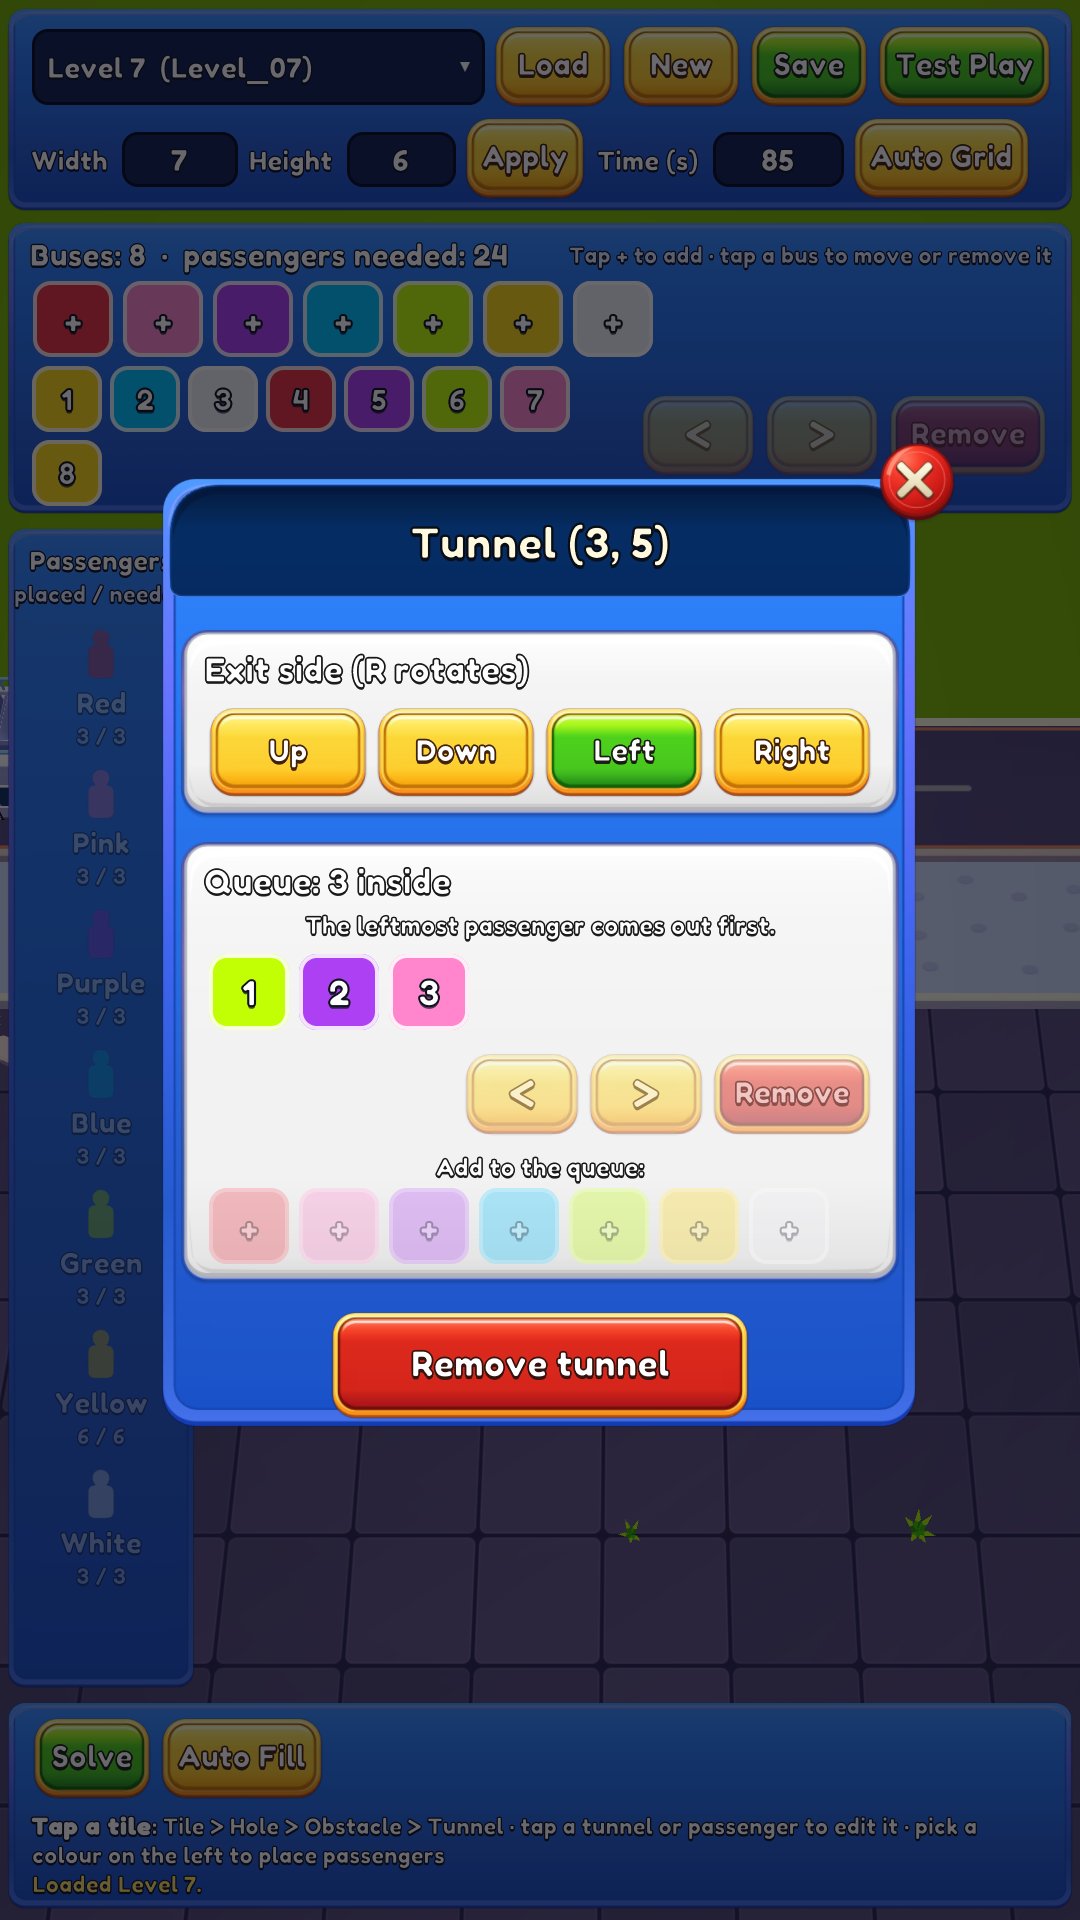 Level 7 (Level_07)
Load
New
Save
Test Play
Width
7
Height
6
Apply
Time (s)
85
Auto Grid
Buses: 8 · passengers needed: 24
Tap + to add · tap a bus to move or remove it
+ + + + + + +
1 2 3 4 5 6 7
< > Remove
8
Tunnel (3, 5)
Passengers
placed / need
Exit side (R rotates)
Up
Down
Left
Right
Queue: 3 inside
The leftmost passenger comes out first.
1 2 3
< > Remove
Add to the queue:
+ + + + + + +
Remove tunnel
Red
3 / 3
Pink
3 / 3
Purple
3 / 3
Blue
3 / 3
Green
3 / 3
Yellow
6 / 6
White
3 / 3
Solve
Auto Fill
Tap a tile: Tile > Hole > Obstacle > Tunnel · tap a tunnel or passenger to edit it · pick a
colour on the left to place passengers
Loaded Level 7.